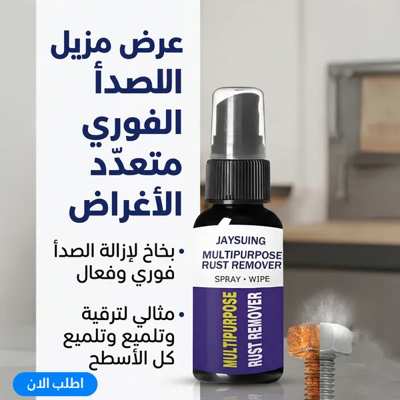 عرض مزيل
اللصدأ
الفوري
متعدّد
الأغراض
• بخاخ لإزالة الصدأ
فوري وفعال
• مثالي لترقية
وتلميع وتلميع
كل الأسطح
اطلب الان
JAYSUING
MULTIPURPOSE
RUST REMOVER
SPRAY • WIPE
MULTIPURPOSE
RUST REMOVER